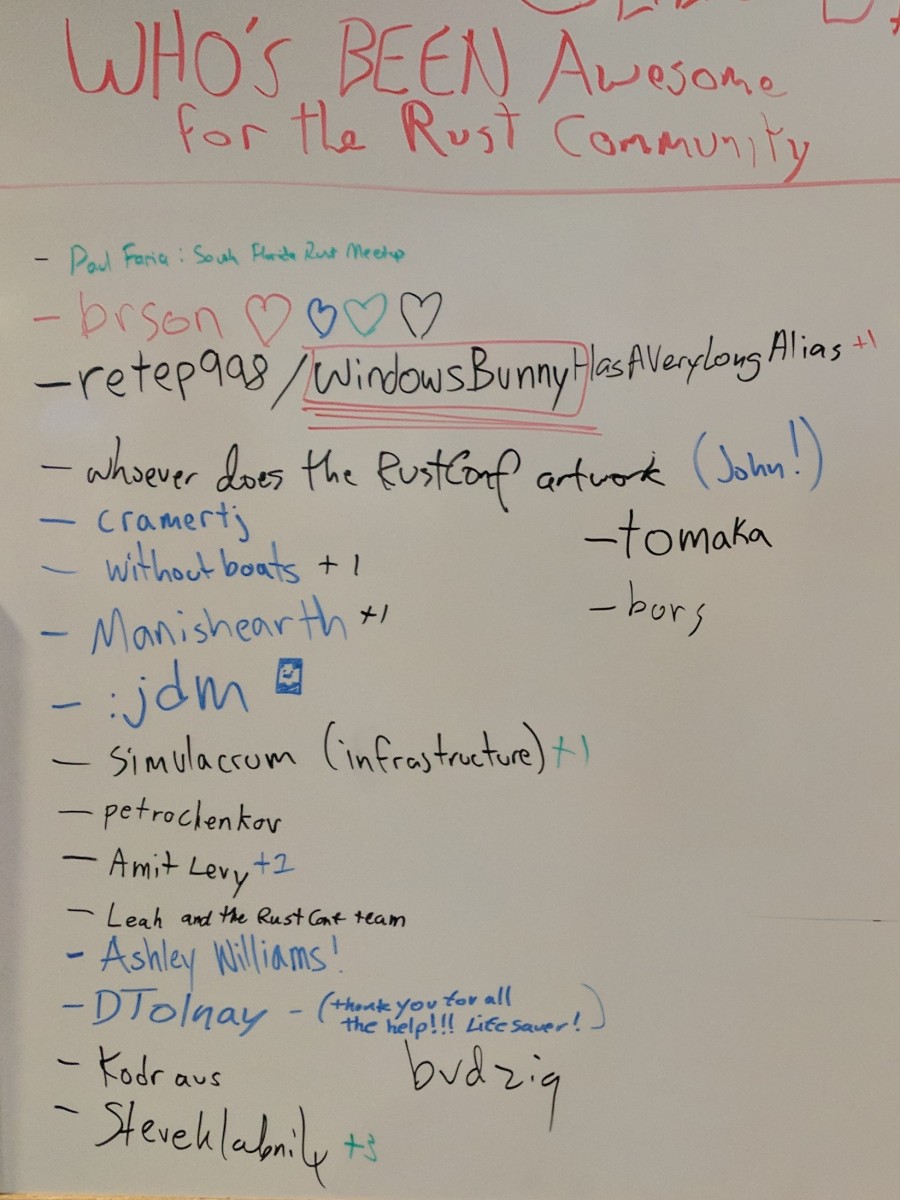 WHO'S BEEN Awesome
for the Rust Community
- Paul Faria : South Florida Rust Meetup
- brson ♡ ♡ ♡ ♡
- retep998 / WindowsBunnyHasAVeryLongAlias +1
- whoever does the RustConf artwork (John!)
- cramertj
- withoutboats +1
- Manishearth +1
- :jdm
- simulacrum (infrastructure) +1
- petrochenkov
- Amit Levy +2
- Leah and the RustConf team
- Ashley Williams!
- DTolnay - (thank you for all
the help!!! Lifesaver!)
- Kodraus
- Steveklabnik +3
- tomaka
- bors
bvdzig